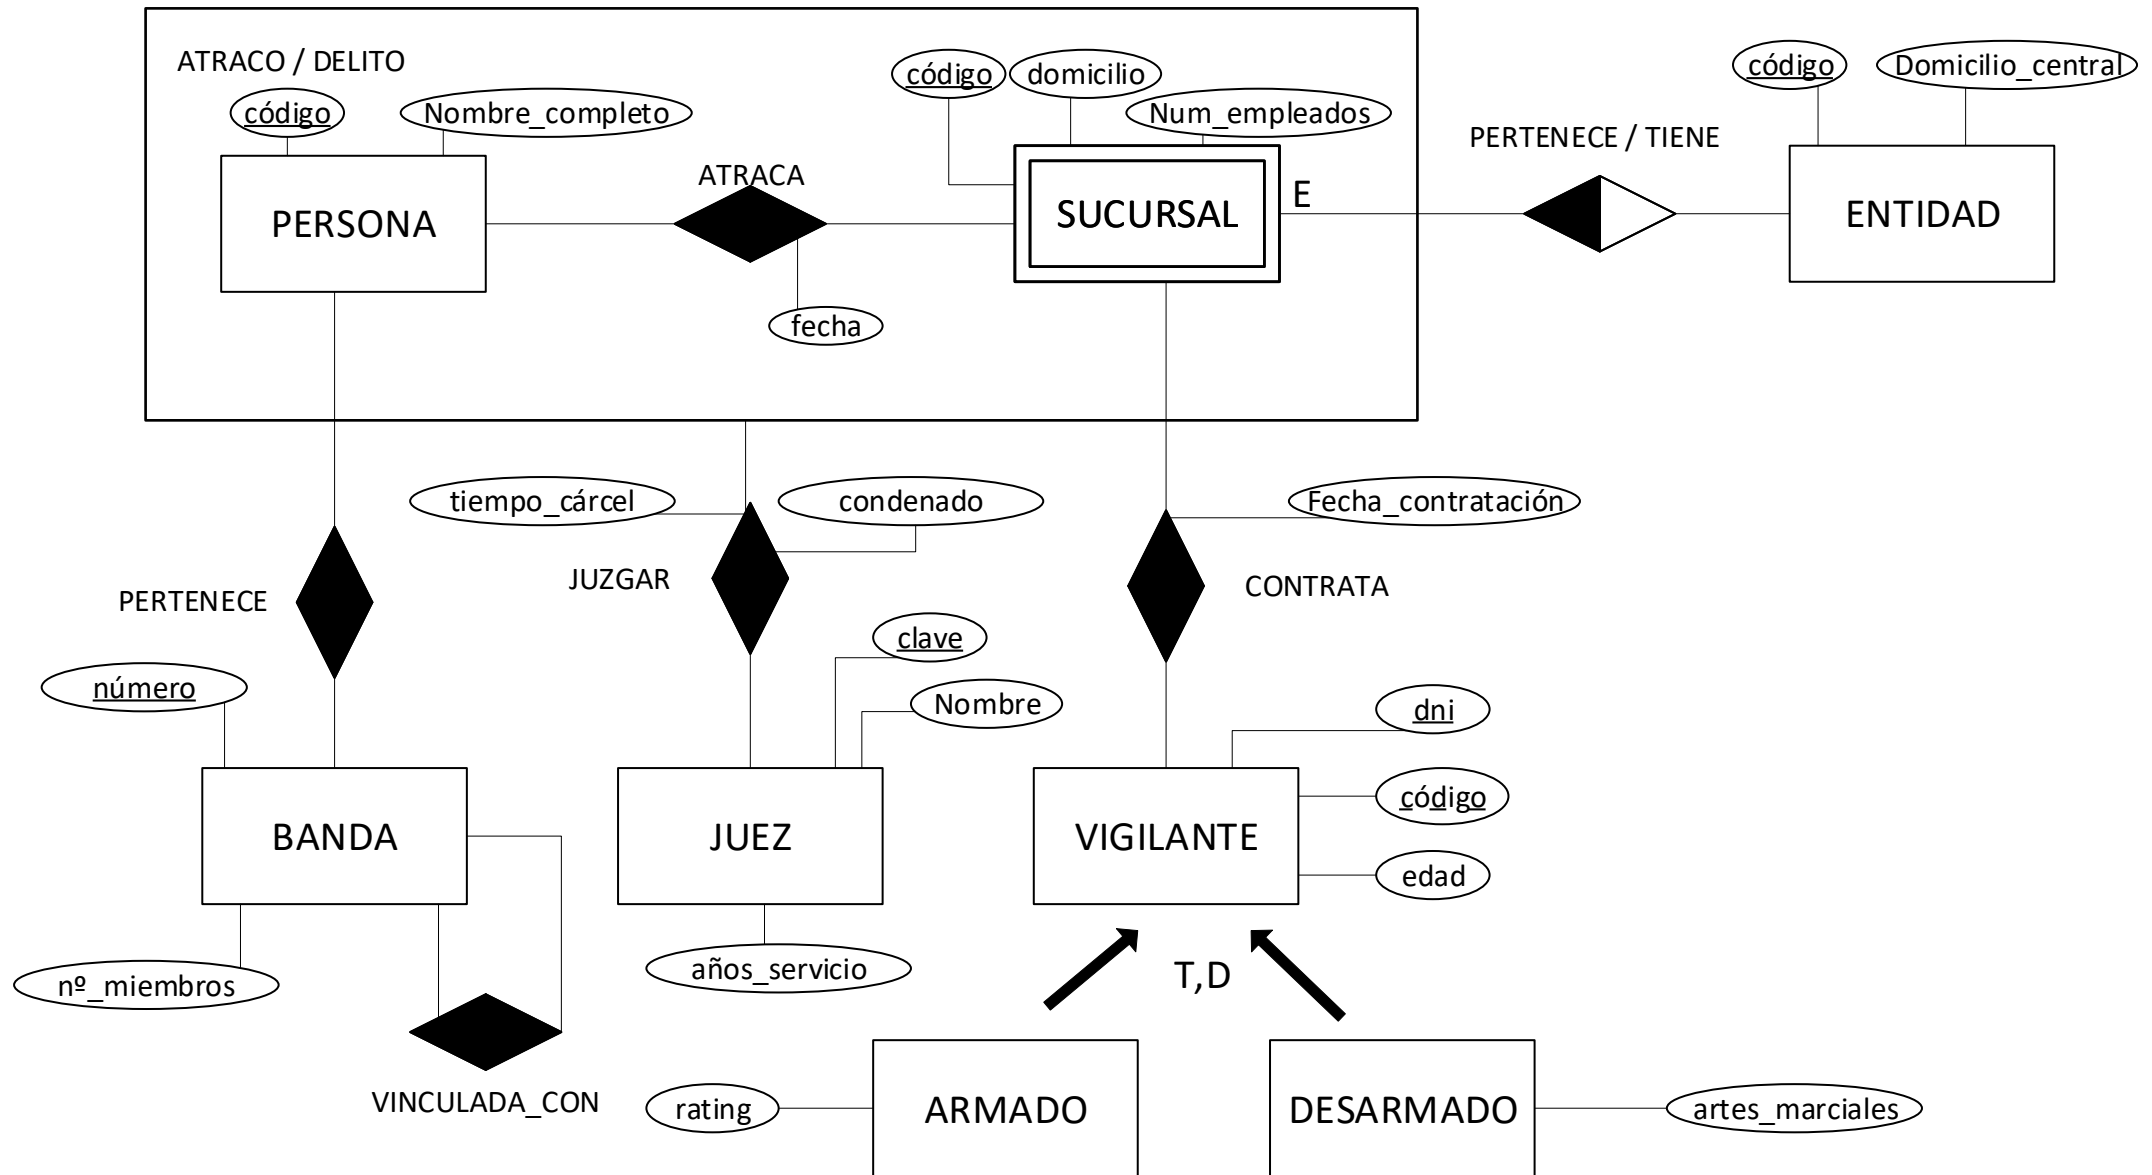 ATRACO / DELITO
código
Nombre_completo
código
domicilio
Num_empleados
código
Domicilio_central
PERTENECE / TIENE
ATRACA
PERSONA
SUCURSAL
E
ENTIDAD
fecha
tiempo_cárcel
condenado
Fecha_contratación
PERTENECE
JUZGAR
CONTRATA
clave
número
Nombre
dni
código
BANDA
JUEZ
VIGILANTE
edad
nº_miembros
años_servicio
T,D
VINCULADA_CON
rating
ARMADO
DESARMADO
artes_marciales